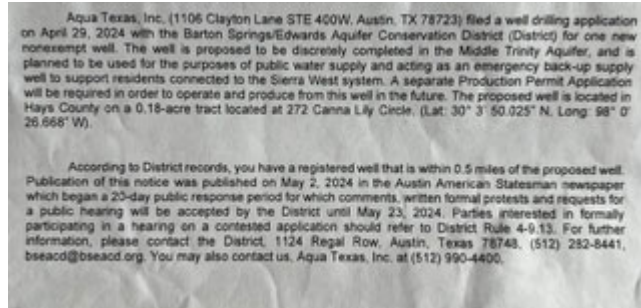 Aqua Texas, Inc. (1106 Clayton Lane STE 400W, Austin, TX 78723) filed a well drilling application
on April 29, 2024 with the Barton Springs/Edwards Aquifer Conservation District (District) for one new
nonexempt well. The well is proposed to be discretely completed in the Middle Trinity Aquifer, and is
planned to be used for the purposes of public water supply and acting as an emergency back-up supply
well to support residents connected to the Sierra West system. A separate Production Permit Application
will be required in order to operate and produce from this well in the future. The proposed well is located in
Hays County on a 0.18-acre tract located at 272 Canna Lily Circle. (Lat: 30° 3' 50.025" N, Long: 98° 0'
26.668" W).
According to District records, you have a registered well that is within 0.5 miles of the proposed well.
Publication of this notice was published on May 2, 2024 in the Austin American Statesman newspaper
which began a 20-day public response period for which comments, written formal protests and requests for
a public hearing will be accepted by the District until May 23, 2024. Parties interested in formally
participating in a hearing on a contested application should refer to District Rule 4-9.13. For further
information, please contact the District, 1124 Regal Row, Austin, Texas 78748, (512) 282-8441,
bseacd@bseacd.org. You may also contact us, Aqua Texas, Inc. at (512) 990-4400.